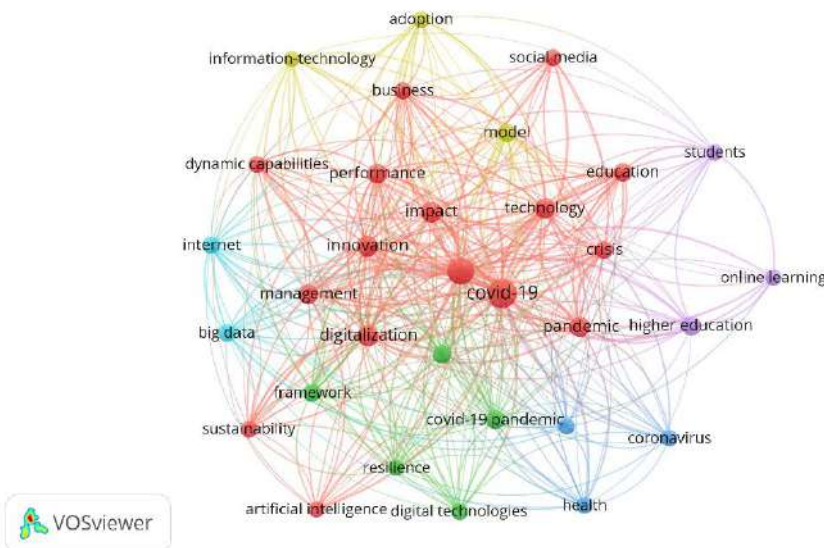 adoption
information-technology
social media
business
model
students
dynamic capabilities
performance
education
impact
technology
internet
innovation
crisis
online learning
management
covid-19
big data
digitalization
pandemic
higher education
framework
sustainability
covid-19 pandemic
coronavirus
resilience
artificial intelligence
digital technologies
health
VOSviewer